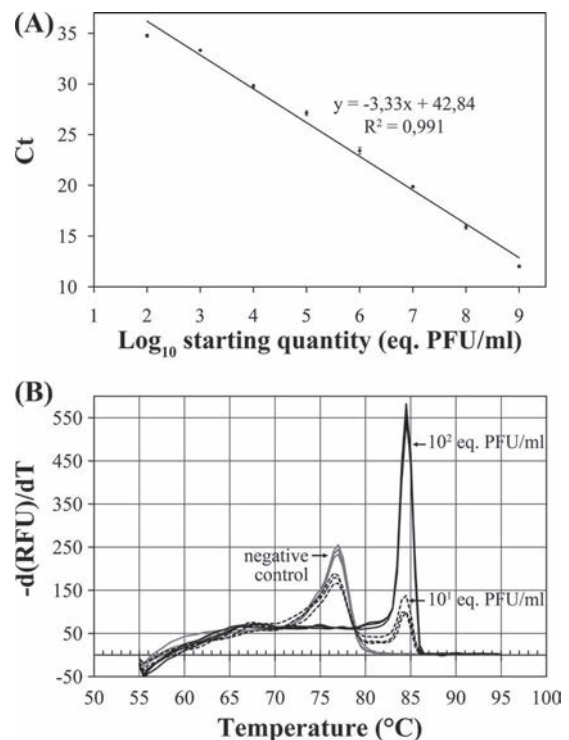 (A)
35
30
25
20
15
10
Ct
y = -3,33x + 42,84
R² = 0,991
1 2 3 4 5 6 7 8 9
Log₁₀ starting quantity (eq. PFU/ml)
(B)
550
450
350
250
150
50
-50
-d(RFU)/dT
10² eq. PFU/ml
negative
control
10¹ eq. PFU/ml
50 55 60 65 70 75 80 85 90 95 100
Temperature (°C)